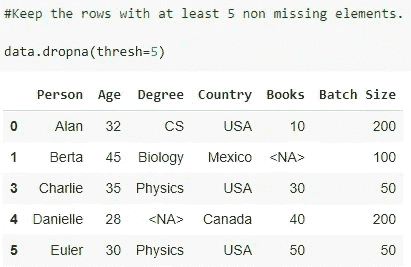 #Keep the rows with at least 5 non missing elements.
data.dropna(thresh=5)
Person Age Degree Country Books Batch Size
0 Alan 32 CS USA 10 200
1 Berta 45 Biology Mexico <NA> 100
3 Charlie 35 Physics USA 30 50
4 Danielle 28 <NA> Canada 40 200
5 Euler 30 Physics USA 50 50